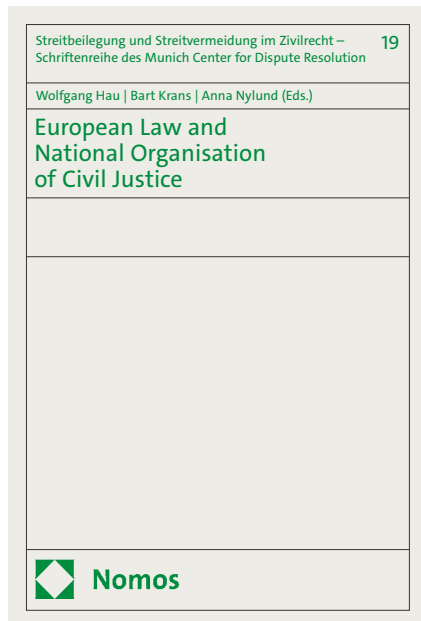 Streitbeilegung und Streitvermeidung im Zivilrecht – 19
Schriftenreihe des Munich Center for Dispute Resolution
Wolfgang Hau | Bart Krans | Anna Nylund (Eds.)
European Law and
National Organisation
of Civil Justice
Nomos